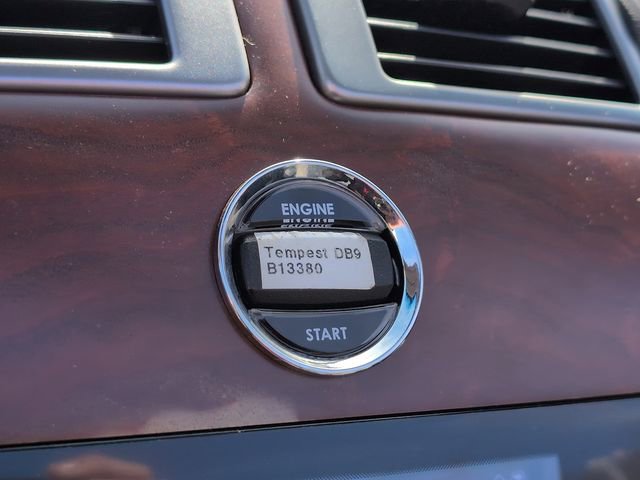 ENGINE
Tempest DB9
B13380
START